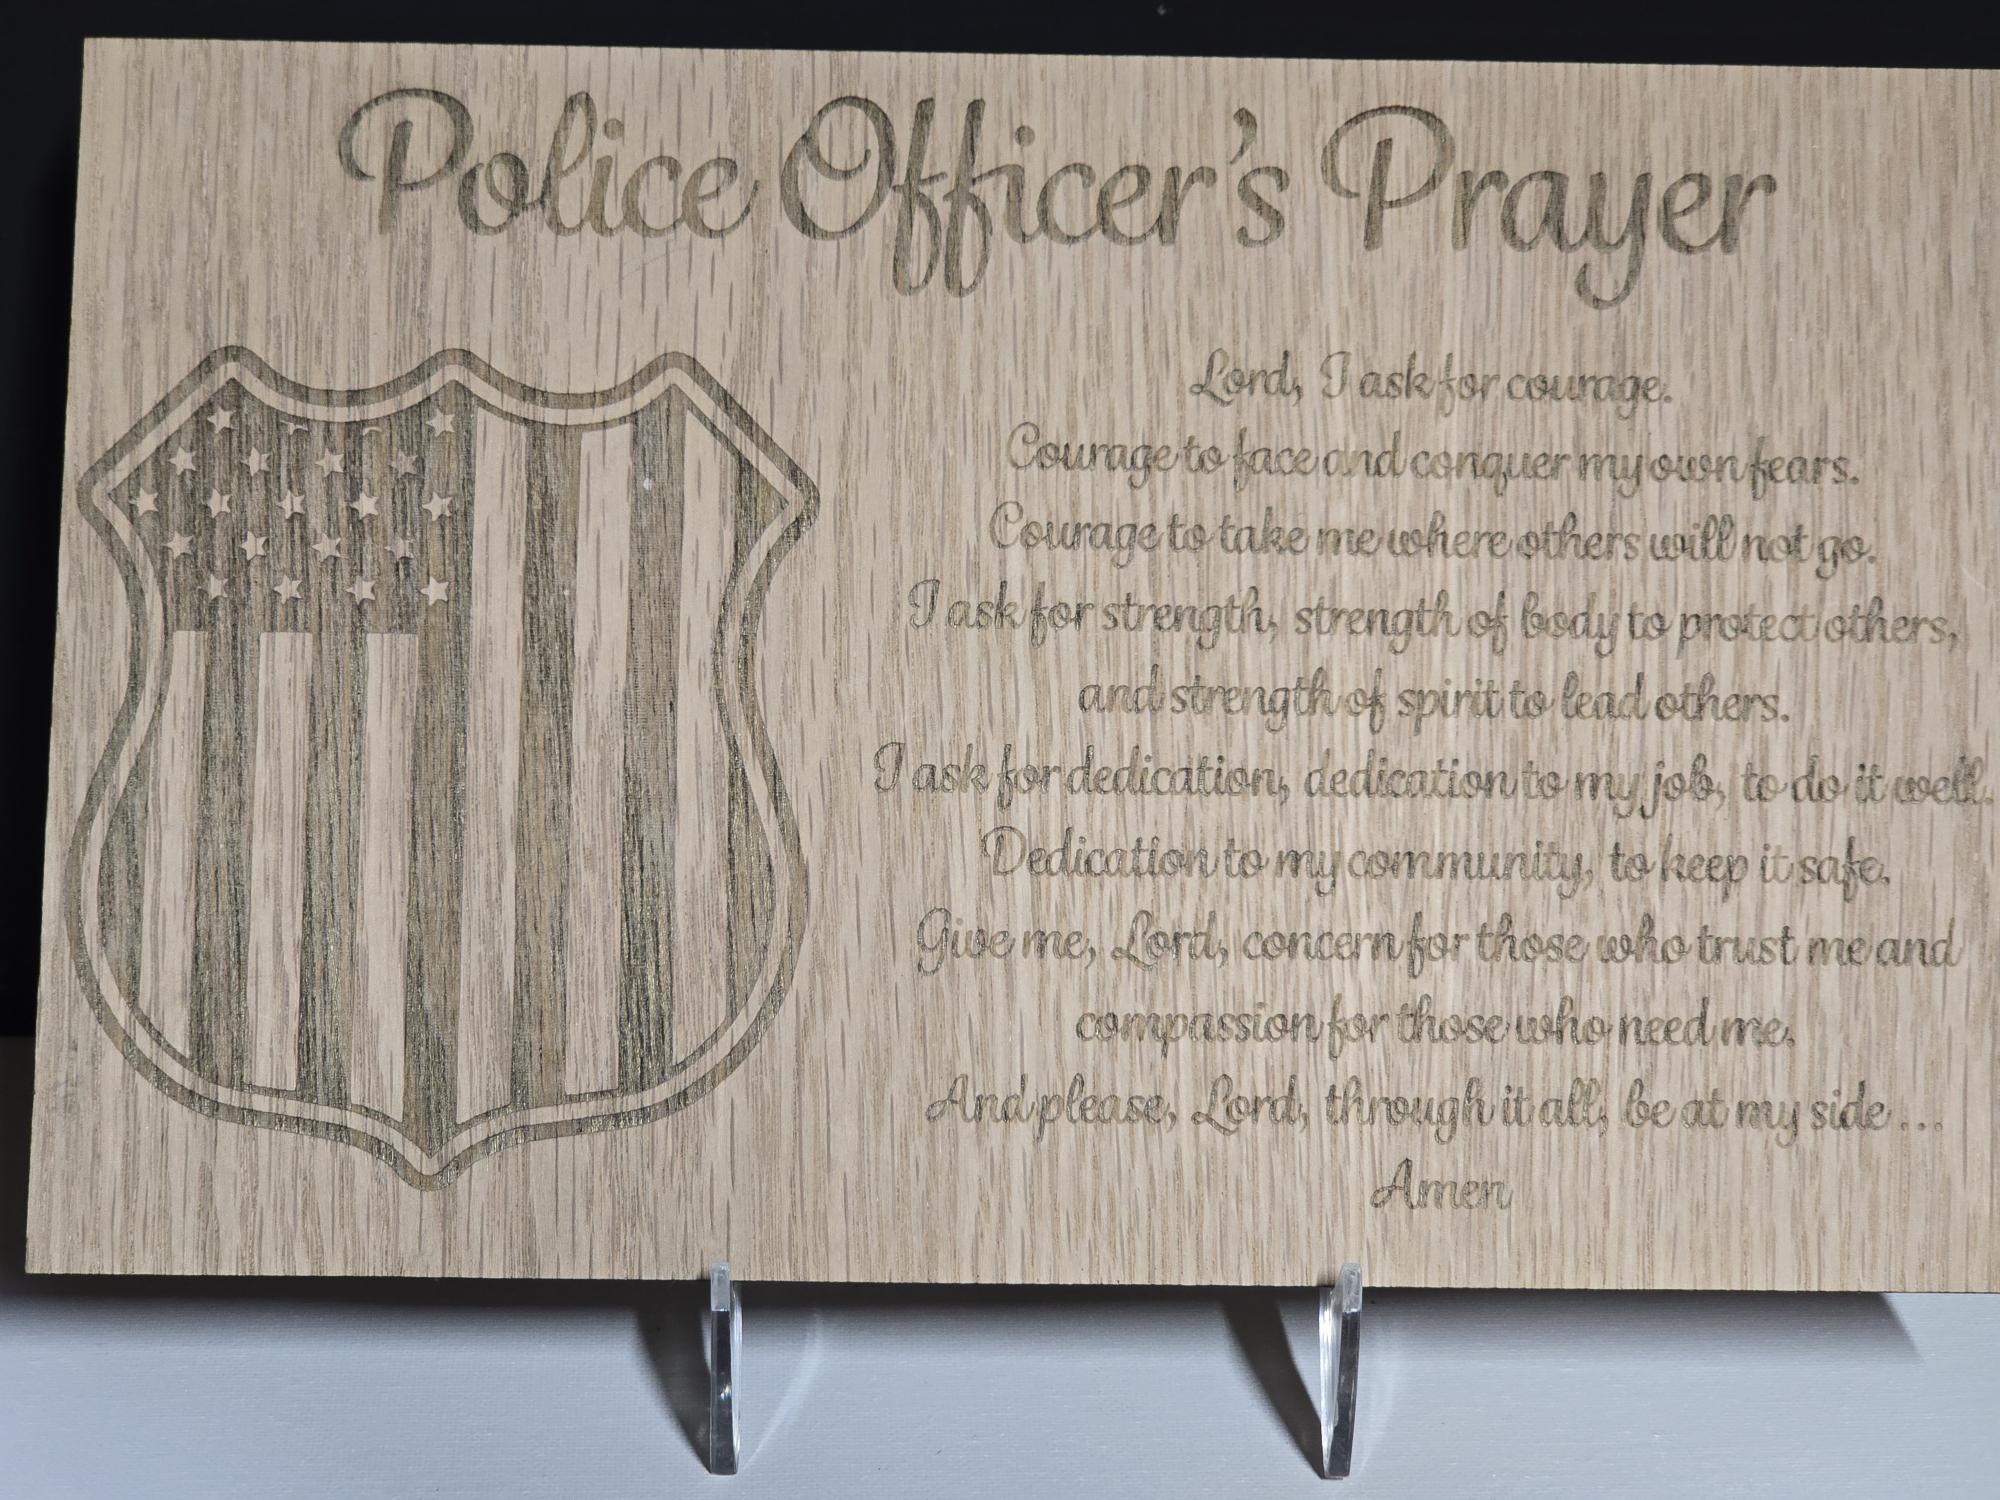 Police Officer's Prayer
Lord, I ask for courage.
Courage to face and conquer my own fears.
Courage to take me where others will not go.
I ask for strength, strength of body to protect others,
and strength of spirit to lead others.
I ask for dedication, dedication to my job, to do it well.
Dedication to my community, to keep it safe.
Give me, Lord, concern for those who trust me and
compassion for those who need me.
And please, Lord, through it all, be at my side ...
Amen